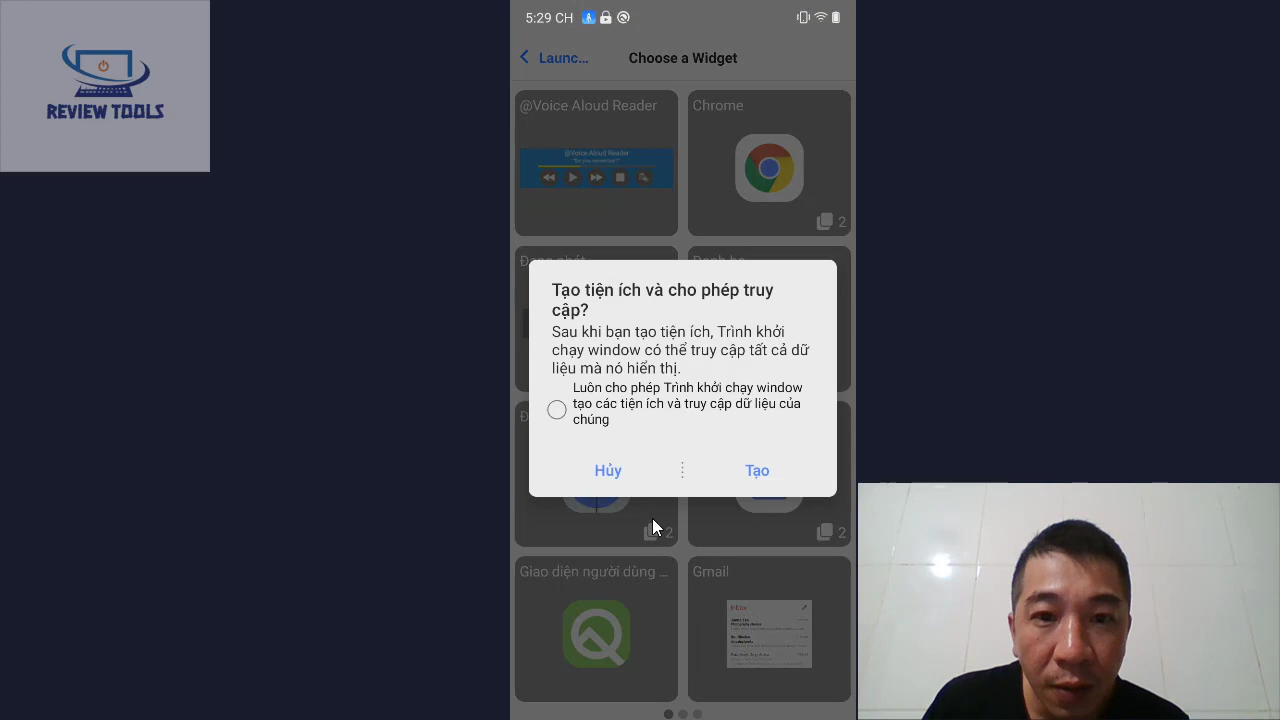 REVIEW TOOLS
5:29 CH
Launc...
Choose a Widget
@Voice Aloud Reader
Chrome
@Voice Aloud Reader
2
Tạo tiện ích và cho phép truy
cập?
Sau khi bạn tạo tiện ích, Trình khởi
chạy window có thể truy cập tất cả dữ
liệu mà nó hiển thị.
Luôn cho phép Trình khởi chạy window
tạo các tiện ích và truy cập dữ liệu của
chúng
Hủy
Tạo
2
2
Giao diện người dùng ...
Gmail